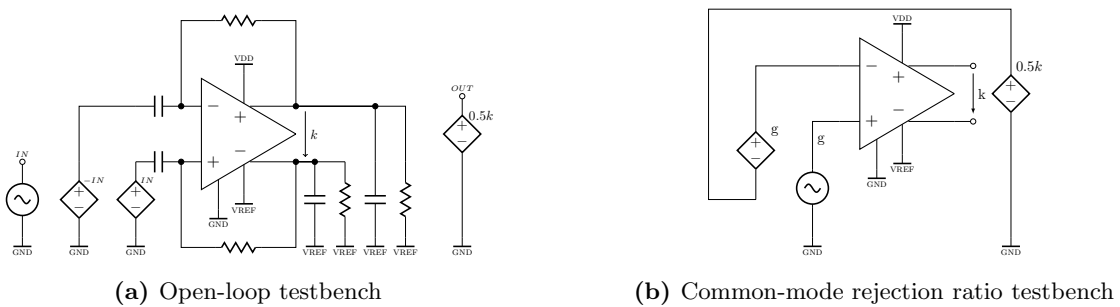 VDD
VDD
OUT
0.5k
0.5k
k
k
g
g
IN
−IN
IN
GND
VREF
GND
VREF
GND
GND
GND
VREF
VREF
VREF
VREF
GND
GND
GND
(a) Open-loop testbench
(b) Common-mode rejection ratio testbench